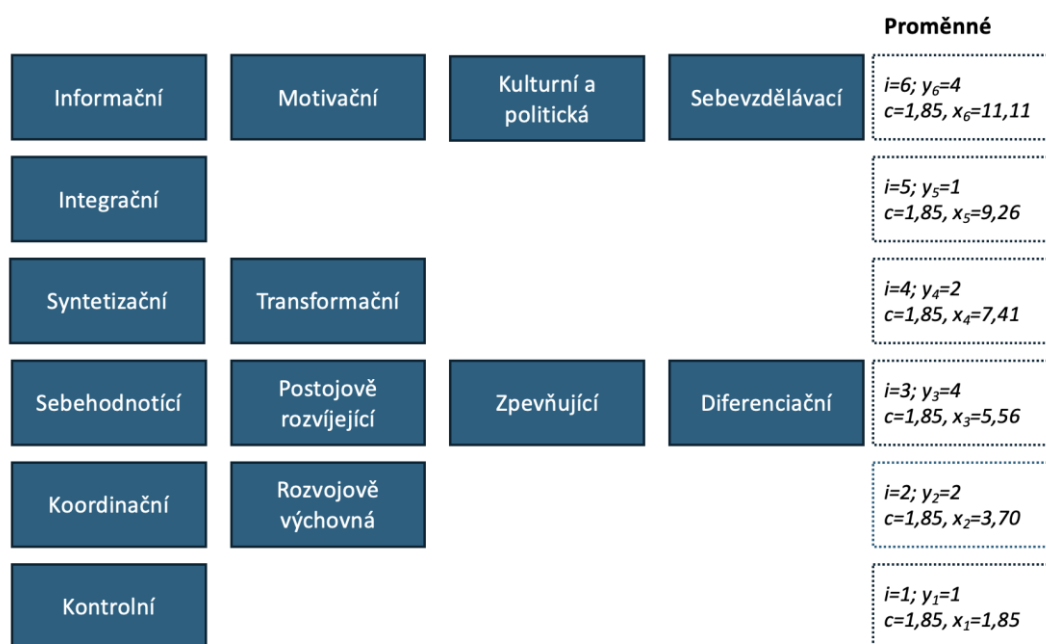 Proměnné
Informační
Motivační
Kulturní a
politická
Sebevzdělávací
i=6; y₆=4
c=1,85, x₆=11,11
Integrační
i=5; y₅=1
c=1,85, x₅=9,26
Syntetizační
Transformační
i=4; y₄=2
c=1,85, x₄=7,41
Sebehodnotící
Postojově
rozvíjející
Zpevňující
Diferenciační
i=3; y₃=4
c=1,85, x₃=5,56
Koordinační
Rozvojově
výchovná
i=2; y₂=2
c=1,85, x₂=3,70
Kontrolní
i=1; y₁=1
c=1,85, x₁=1,85